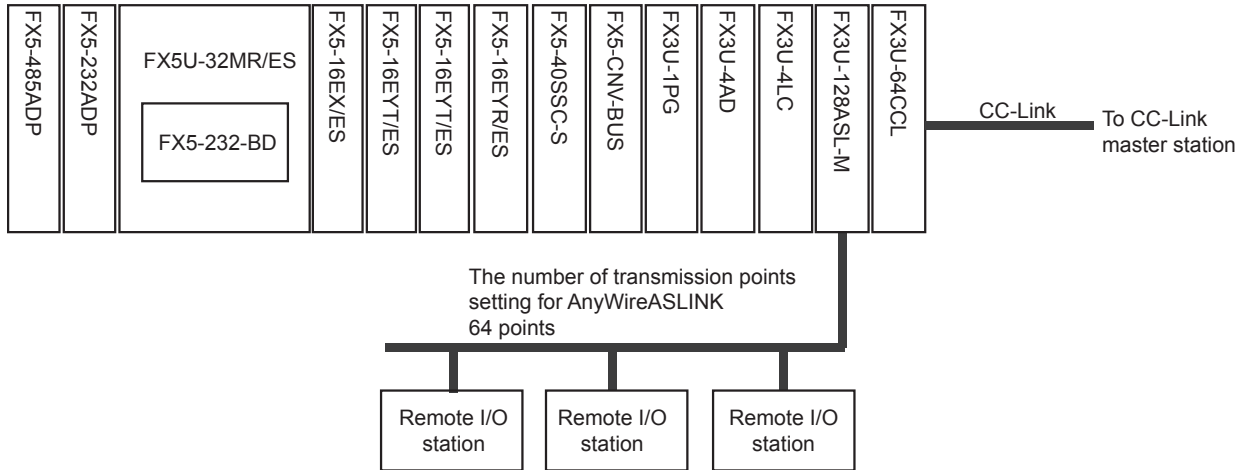 FX5-485ADP
FX5-232ADP
FX5U-32MR/ES
FX5-232-BD
FX5-16EX/ES
FX5-16EYT/ES
FX5-16EYT/ES
FX5-16EYR/ES
FX5-40SSC-S
FX5-CNV-BUS
FX3U-1PG
FX3U-4AD
FX3U-4LC
FX3U-128ASL-M
FX3U-64CCL
CC-Link
To CC-Link
master station
The number of transmission points
setting for AnyWireASLINK
64 points
Remote I/O
station
Remote I/O
station
Remote I/O
station